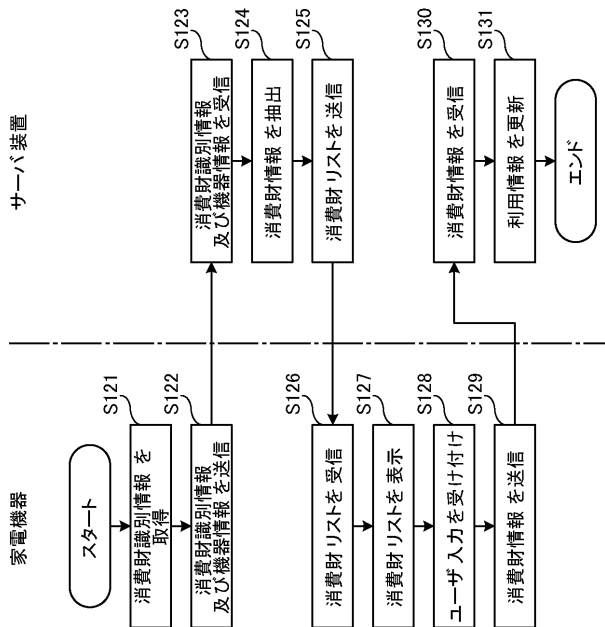 家電機器
スタート
S121
消費財識別情報 を
取得
S122
消費財識別情報
及び機器情報 を送信
サーバ 装置
S123
消費財識別情報
及び機器情報 を受信
S124
消費財情報 を抽出
S125
消費財 リストを 送信
S126
消費財 リストを 受信
S127
消費財 リストを 表示
S128
ユーザ 入力 を受け付け
S129
消費財情報 を送信
S130
消費財情報 を受信
S131
利用情報 を更新
エンド